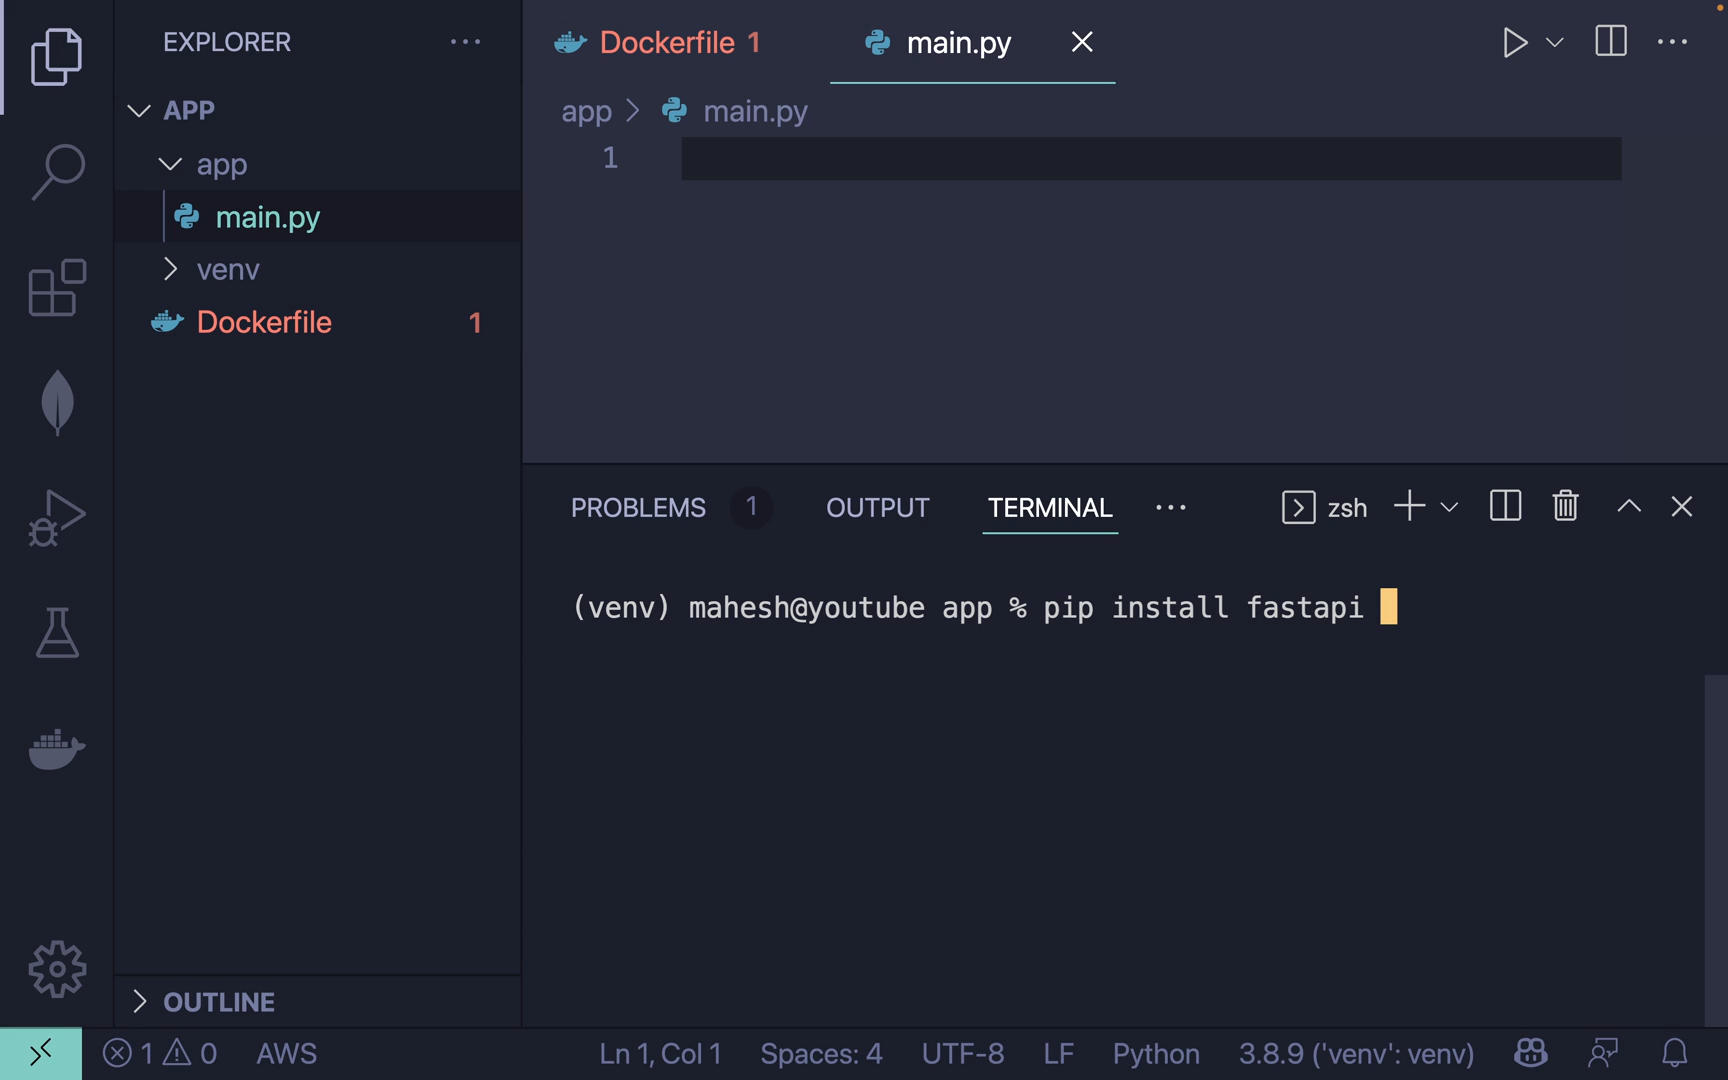 EXPLORER
APP
app
main.py
venv
Dockerfile 1
OUTLINE
Dockerfile 1
main.py
app > main.py
1
PROBLEMS 1 OUTPUT TERMINAL zsh
(venv) mahesh@youtube app % pip install fastapi
1 0 AWS Ln 1, Col 1 Spaces: 4 UTF-8 LF Python 3.8.9 ('venv': venv)